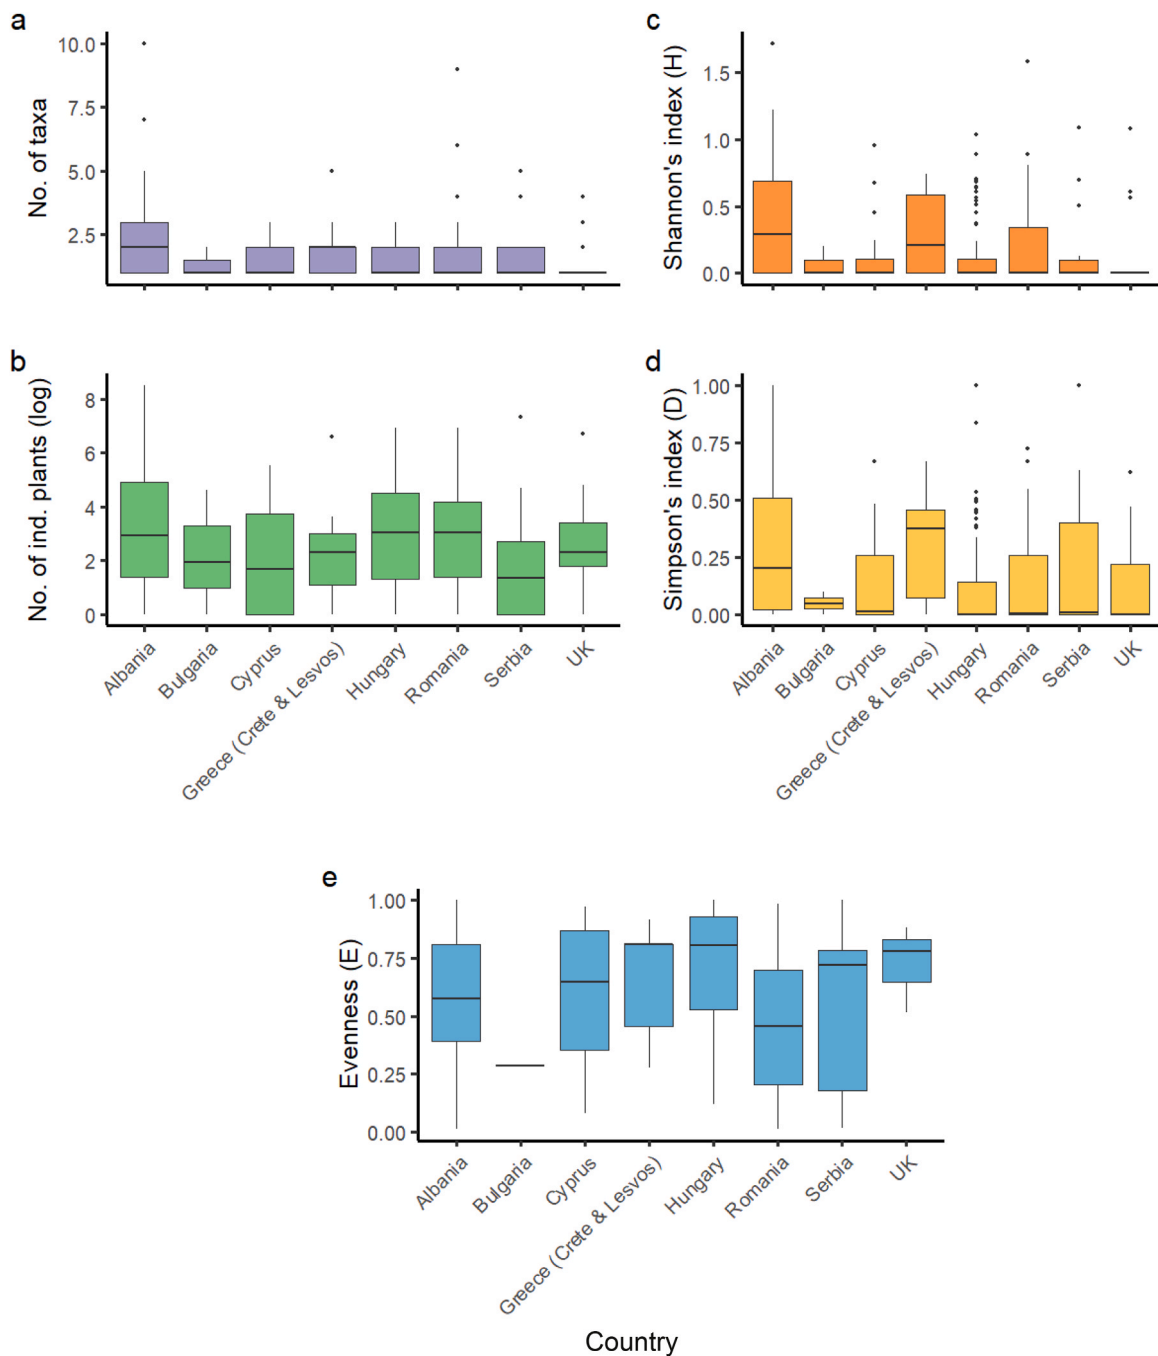 a
No. of taxa
10.0
7.5
5.0
2.5
c
Shannon's index (H)
1.5
1.0
0.5
0.0
b
No. of ind. plants (log)
8
6
4
2
0
Albania
Bulgaria
Cyprus
Greece (Crete & Lesvos)
Hungary
Romania
Serbia
UK
d
Simpson's index (D)
1.00
0.75
0.50
0.25
0.00
Albania
Bulgaria
Cyprus
Greece (Crete & Lesvos)
Hungary
Romania
Serbia
UK
e
Evenness (E)
1.00
0.75
0.50
0.25
0.00
Albania
Bulgaria
Cyprus
Greece (Crete & Lesvos)
Hungary
Romania
Serbia
UK
Country